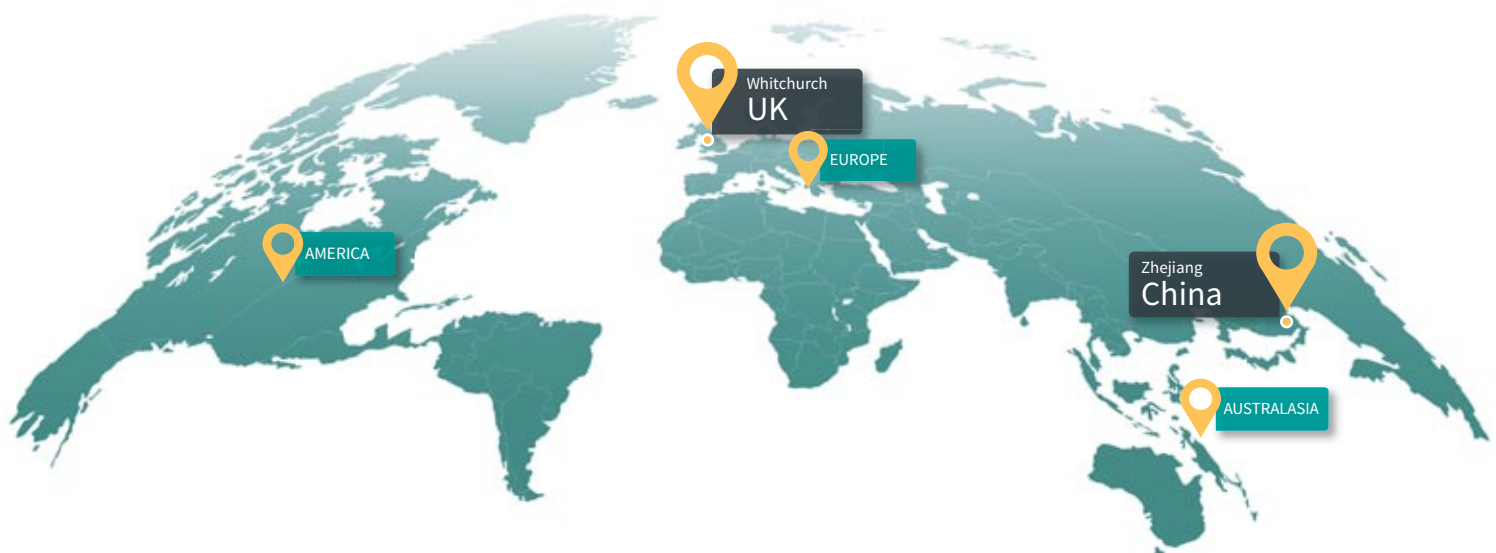 Whitchurch
UK
EUROPE
AMERICA
Zhejiang
China
AUSTRALASIA